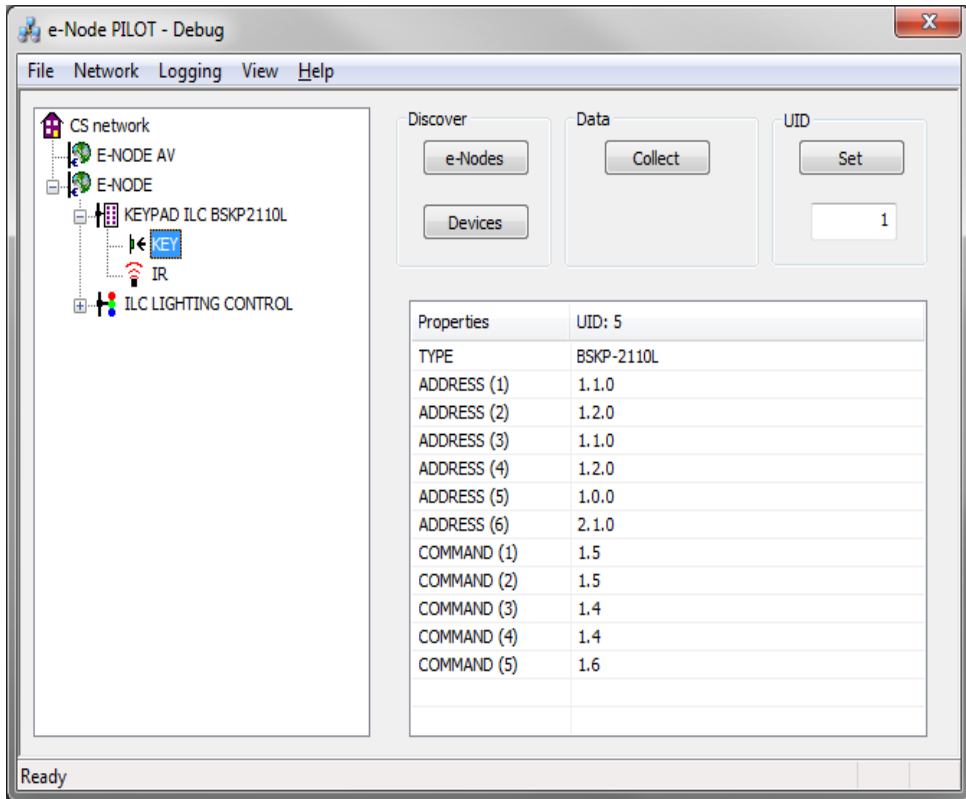 e-Node PILOT - Debug
File Network Logging View Help
CS network
E-NODE AV
E-NODE
KEYPAD ILC BSKP2110L
KEY
IR
ILC LIGHTING CONTROL
Discover
e-Nodes
Devices
Data
Collect
UID
Set
1
Properties UID: 5
TYPE BSKP-2110L
ADDRESS (1) 1.1.0
ADDRESS (2) 1.2.0
ADDRESS (3) 1.1.0
ADDRESS (4) 1.2.0
ADDRESS (5) 1.0.0
ADDRESS (6) 2.1.0
COMMAND (1) 1.5
COMMAND (2) 1.5
COMMAND (3) 1.4
COMMAND (4) 1.4
COMMAND (5) 1.6
Ready